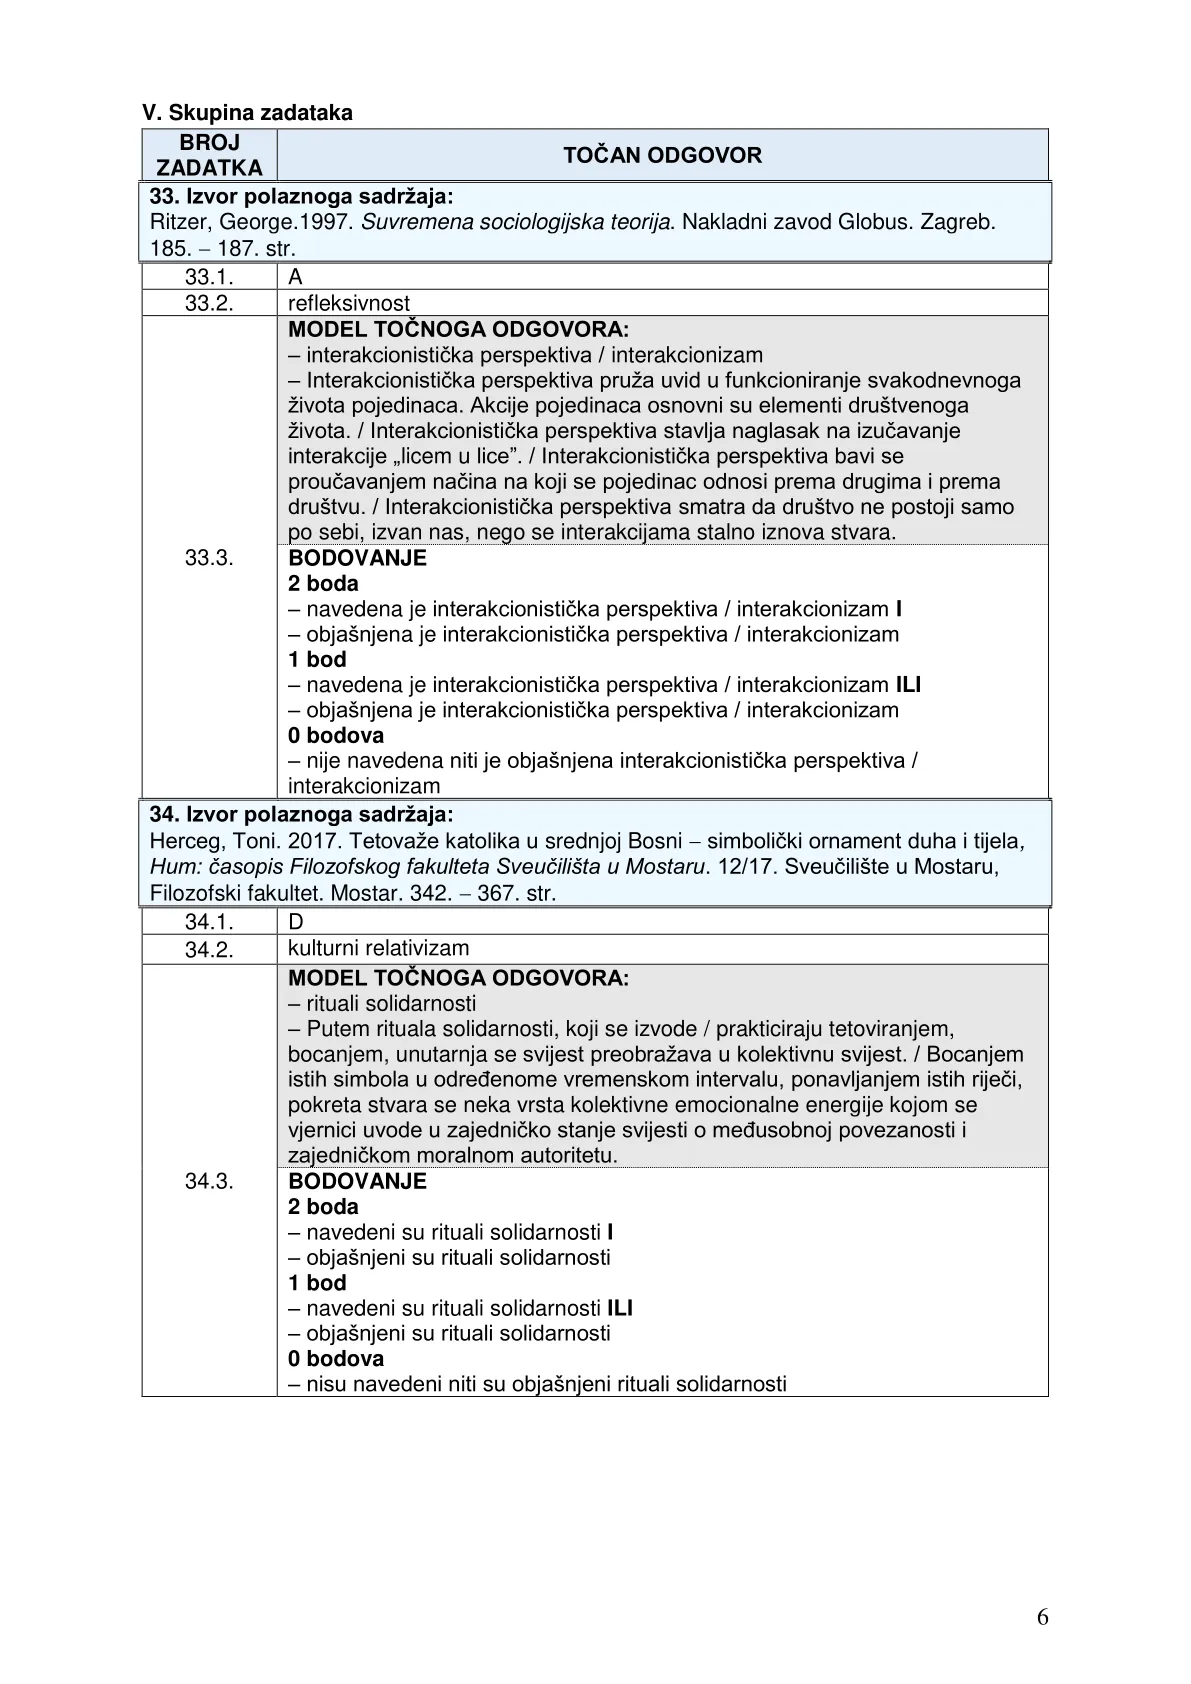 V. Skupina zadataka
BROJ
ZADATKA
TOČAN ODGOVOR
33. Izvor polaznoga sadržaja:
Ritzer, George.1997. Suvremena sociologijska teorija. Nakladni zavod Globus. Zagreb.
185. – 187. str.
33.1.
A
33.2.
refleksivnost
33.3.
MODEL TOČNOGA ODGOVORA:
– interakcionistička perspektiva / interakcionizam
– Interakcionistička perspektiva pruža uvid u funkcioniranje svakodnevnoga
života pojedinaca. Akcije pojedinaca osnovni su elementi društvenoga
života. / Interakcionistička perspektiva stavlja naglasak na izučavanje
interakcije „licem u lice”. / Interakcionistička perspektiva bavi se
proučavanjem načina na koji se pojedinac odnosi prema drugima i prema
društvu. / Interakcionistička perspektiva smatra da društvo ne postoji samo
po sebi, izvan nas, nego se interakcijama stalno iznova stvara.
BODOVANJE
2 boda
– navedena je interakcionistička perspektiva / interakcionizam I
– objašnjena je interakcionistička perspektiva / interakcionizam
1 bod
– navedena je interakcionistička perspektiva / interakcionizam ILI
– objašnjena je interakcionistička perspektiva / interakcionizam
0 bodova
– nije navedena niti je objašnjena interakcionistička perspektiva /
interakcionizam
34. Izvor polaznoga sadržaja:
Herceg, Toni. 2017. Tetovaže katolika u srednjoj Bosni – simbolički ornament duha i tijela,
Hum: časopis Filozofskog fakulteta Sveučilišta u Mostaru. 12/17. Sveučilište u Mostaru,
Filozofski fakultet. Mostar. 342. – 367. str.
34.1.
D
34.2.
kulturni relativizam
34.3.
MODEL TOČNOGA ODGOVORA:
– rituali solidarnosti
– Putem rituala solidarnosti, koji se izvode / prakticiraju tetoviranjem,
bocanjem, unutarnja se svijest preobražava u kolektivnu svijest. / Bocanjem
istih simbola u određenome vremenskom intervalu, ponavljanjem istih riječi,
pokreta stvara se neka vrsta kolektivne emocionalne energije kojom se
vjernici uvode u zajedničko stanje svijesti o međusobnoj povezanosti i
zajedničkom moralnom autoritetu.
BODOVANJE
2 boda
– navedeni su rituali solidarnosti I
– objašnjeni su rituali solidarnosti
1 bod
– navedeni su rituali solidarnosti ILI
– objašnjeni su rituali solidarnosti
0 bodova
– nisu navedeni niti su objašnjeni rituali solidarnosti
6